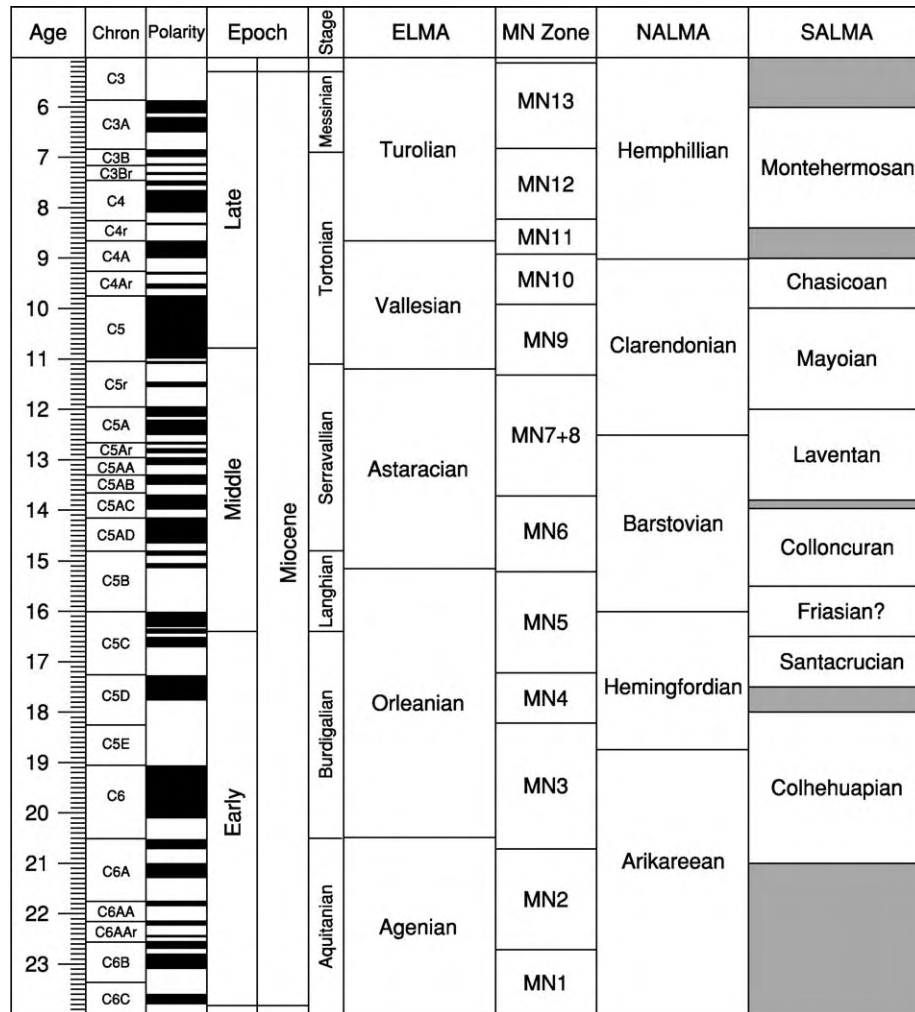 Age Chron Polarity Epoch Stage ELMA MN Zone NALMA SALMA
6
7
8
9
10
11
12
13
14
15
16
17
18
19
20
21
22
23
C3
C3A
C3B
C3Br
C4
C4r
C4A
C4Ar
C5
C5r
C5A
C5Ar
C5AA
C5AB
C5AC
C5AD
C5B
C5C
C5D
C5E
C6
C6A
C6AA
C6AAr
C6B
C6C
Late
Middle
Early
Miocene
Messinian
Tortonian
Serravallian
Langhian
Burdigalian
Aquitanian
Turolian
Vallesian
Astaracian
Orleanian
Agenian
MN13
MN12
MN11
MN10
MN9
MN7+8
MN6
MN5
MN4
MN3
MN2
MN1
Hemphillian
Clarendonian
Barstovian
Hemingfordian
Arikareean
Montehermosan
Chasicoan
Mayoian
Laventan
Colloncuran
Friasian?
Santacrucian
Colhehuapian